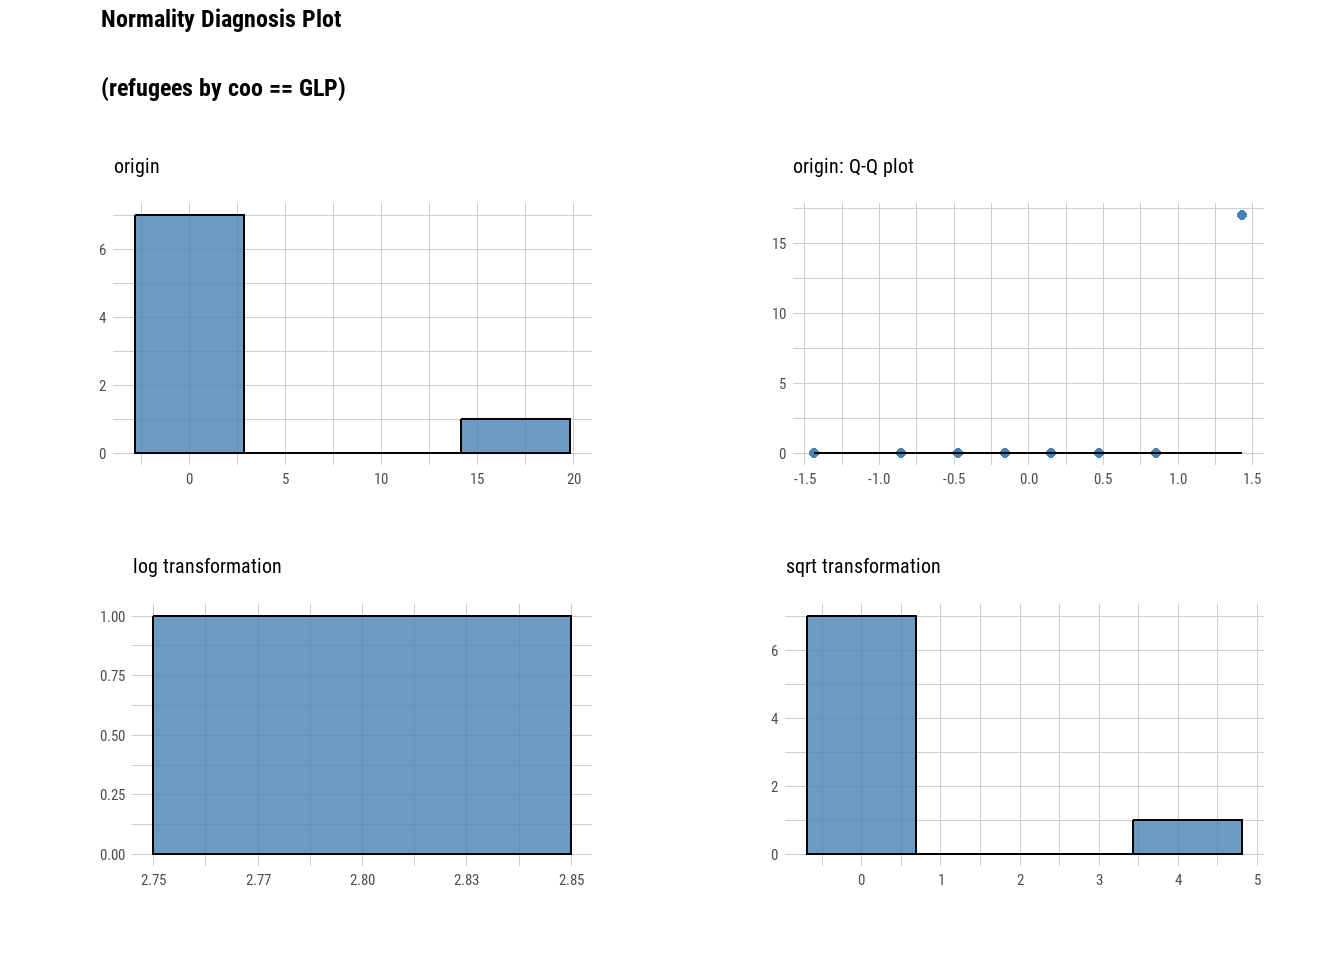 Normality Diagnosis Plot
(refugees by coo == GLP)
origin
6
4
2
0
0 5 10 15 20
origin: Q-Q plot
15
10
5
0
-1.5 -1.0 -0.5 0.0 0.5 1.0 1.5
log transformation
1.00
0.75
0.50
0.25
0.00
2.75 2.77 2.80 2.83 2.85
sqrt transformation
6
4
2
0
0 1 2 3 4 5